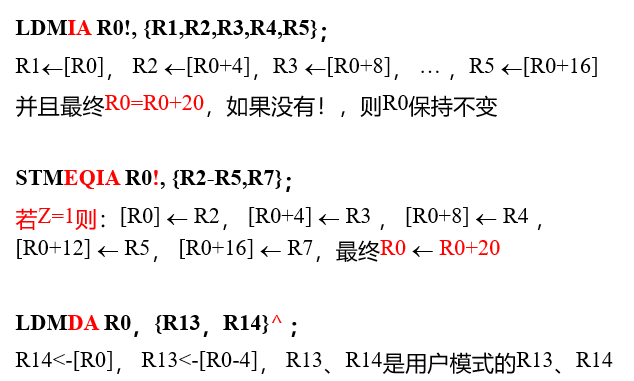 LDMIA R0!, {R1,R2,R3,R4,R5};
R1←[R0]， R2 ←[R0+4]，R3 ←[R0+8]， … ，R5 ←[R0+16]
并且最终R0=R0+20，如果没有！，则R0保持不变
STMEQIA R0!, {R2-R5,R7};
若Z=1则：[R0] ← R2， [R0+4] ← R3 ，[R0+8] ← R4 ，
[R0+12] ← R5， [R0+16] ← R7，最终R0 ← R0+20
LDMDA R0，{R13，R14}^；
R14<-[R0]， R13<-[R0-4]， R13、R14是用户模式的R13、R14